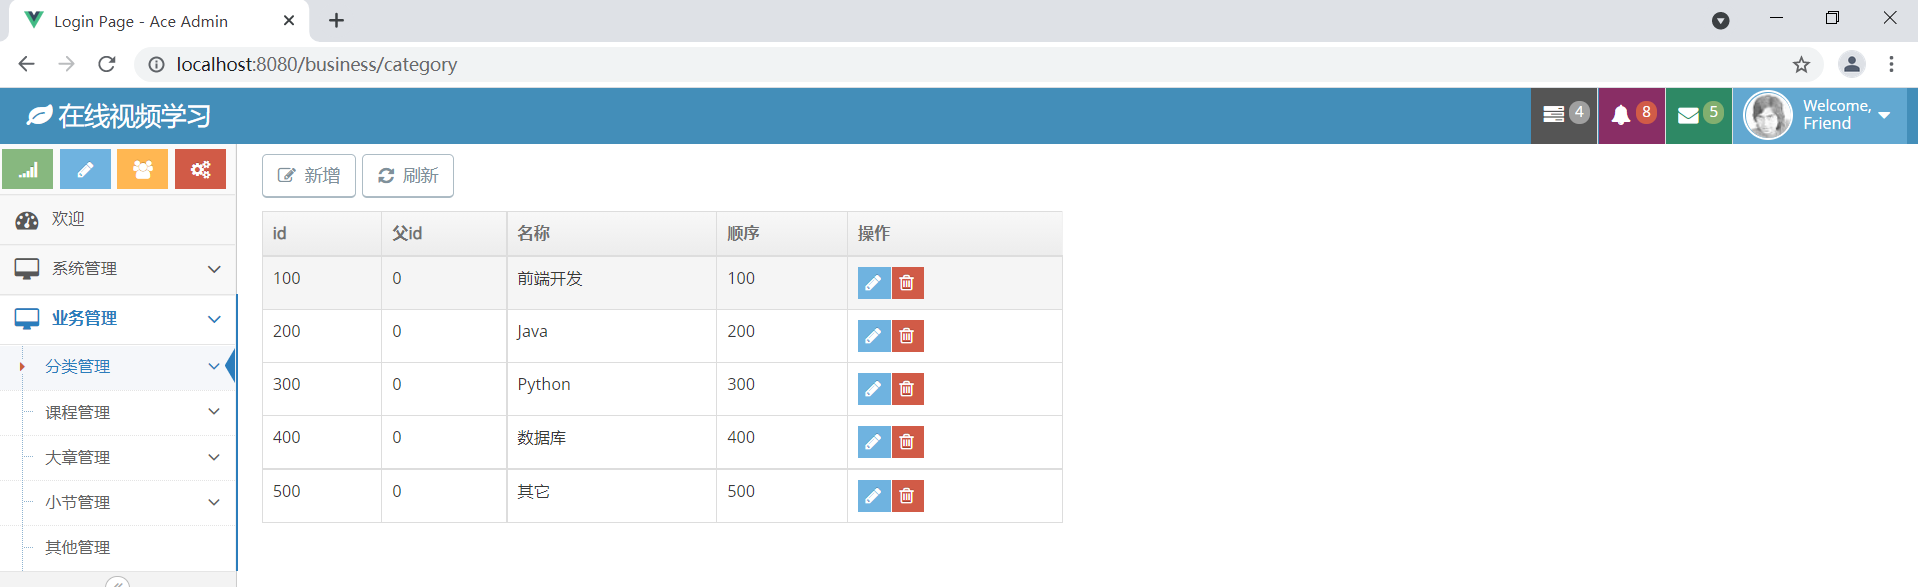 Login Page - Ace Admin
localhost:8080/business/category
在线视频学习
4
8
5
Welcome,
Friend
新增 刷新
欢迎
系统管理
业务管理
分类管理
课程管理
大章管理
小节管理
其他管理
id 父id 名称 顺序 操作
100 0 前端开发 100
200 0 Java 200
300 0 Python 300
400 0 数据库 400
500 0 其它 500